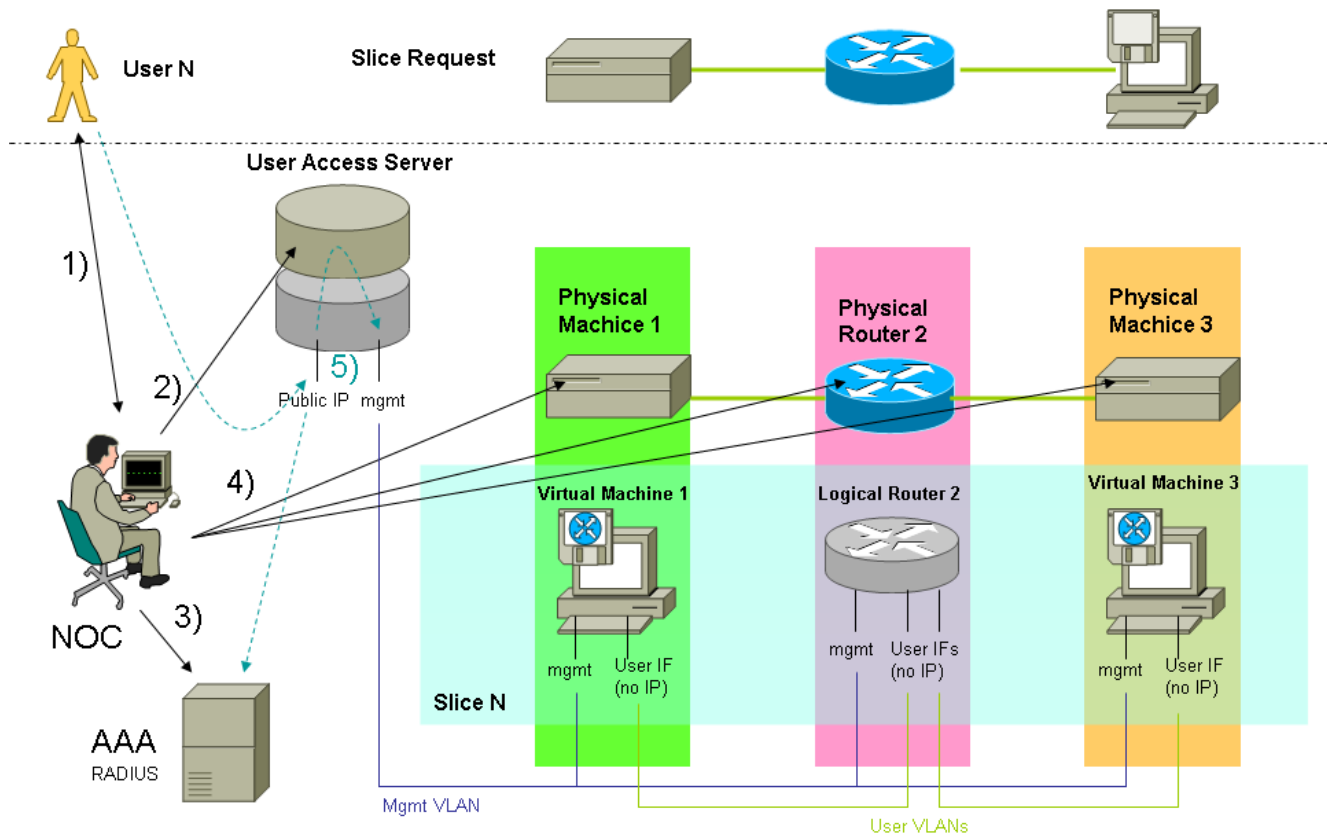 User N
Slice Request
User Access Server
1)
2)
5)
Public IP
mgmt
Physical
Machice 1
Physical
Router 2
Physical
Machice 3
4)
Virtual Machine 1
Logical Router 2
Virtual Machine 3
3)
NOC
mgmt
User IF
(no IP)
mgmt
User IFs
(no IP)
mgmt
User IF
(no IP)
Slice N
AAA
RADIUS
Mgmt VLAN
User VLANs